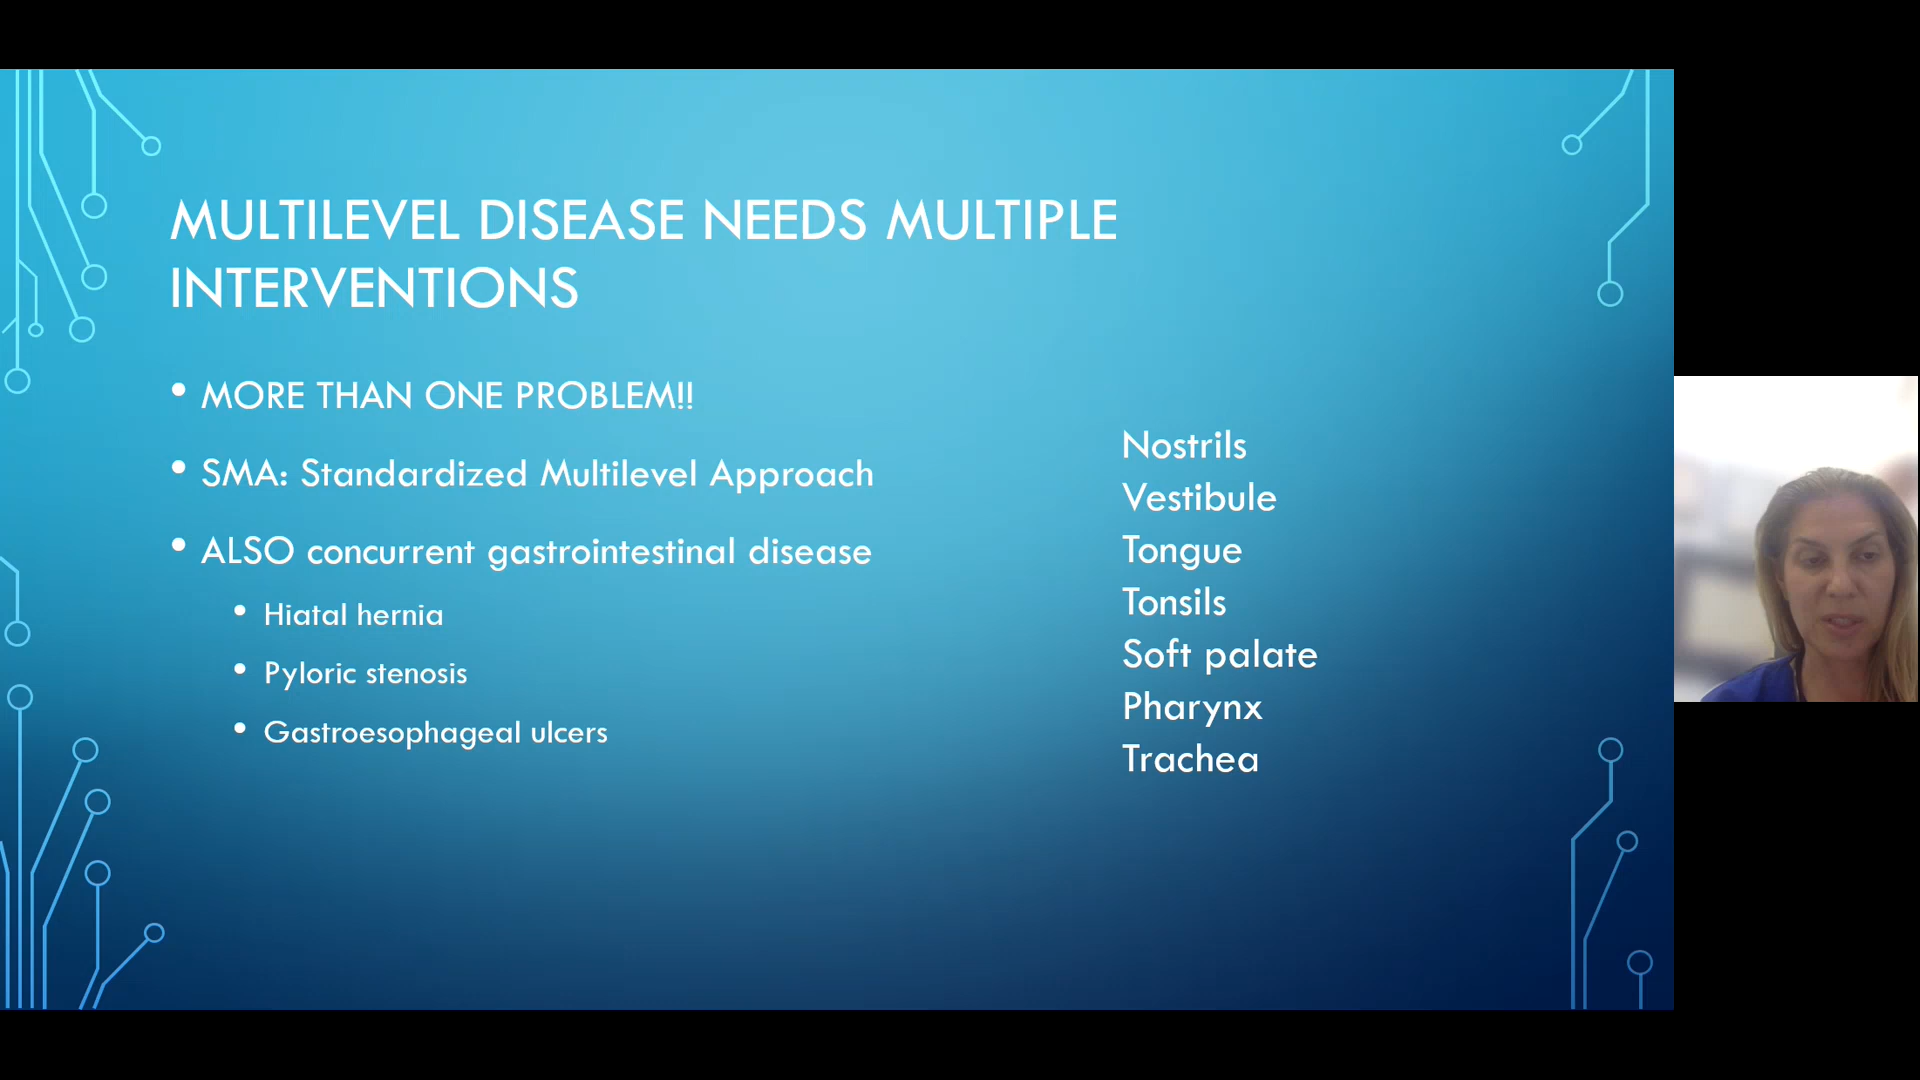 MULTILEVEL DISEASE NEEDS MULTIPLE
INTERVENTIONS
• MORE THAN ONE PROBLEM!!
• SMA: Standardized Multilevel Approach
• ALSO concurrent gastrointestinal disease
• Hiatal hernia
• Pyloric stenosis
• Gastroesophageal ulcers
Nostrils
Vestibule
Tongue
Tonsils
Soft palate
Pharynx
Trachea